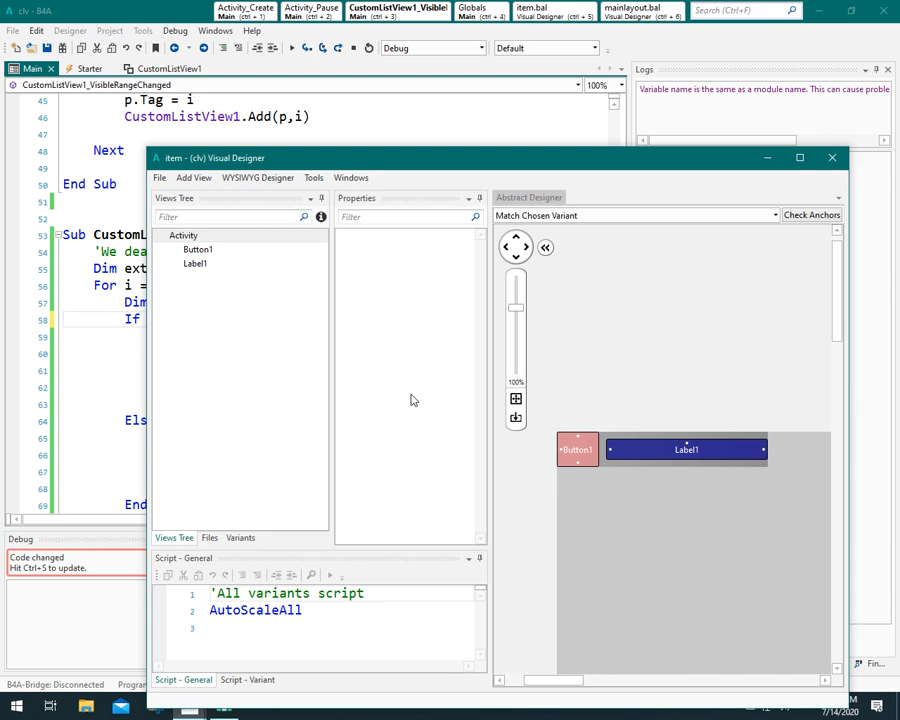 clv - B4A
Activity_Create
Main (ctrl + 1)
Activity_Pause
Main (ctrl + 2)
CustomListView1_Visibl
Main (ctrl + 3)
Globals
Main (ctrl + 4)
item.bal
Visual Designer (ctrl + 5)
mainlayout.bal
Visual Designer (ctrl + 6)
Search (Ctrl+F)
File Edit Designer Project Tools Debug Windows Help
Debug
Default
Main
Starter
CustomListView1
Logs
CustomListView1_VisibleRangeChanged
100%
Variable name is the same as a module name. This can cause proble
45 p.Tag = i
46 CustomListView1.Add(p,i)
47
48 Next
49
50 End Sub
51
52
53 Sub CustomL
54 'We dea
55 Dim ext
56 For i =
57 Dim
58 If
59
60
61
62
63
64 Els
65
66
67
68
69 End
item - (clv) Visual Designer
File Add View WYSIWYG Designer Tools Windows
Views Tree
Properties
Abstract Designer
Filter
Filter
Match Chosen Variant
Check Anchors
Activity
Button1
Label1
100%
Button1
Label1
Views Tree Files Variants
Script - General
1 'All variants script
2 AutoScaleAll
3
Script - General Script - Variant
Debug
Code changed
Hit Ctrl+S to update.
B4A-Bridge: Disconnected
Fin...
7/14/2020